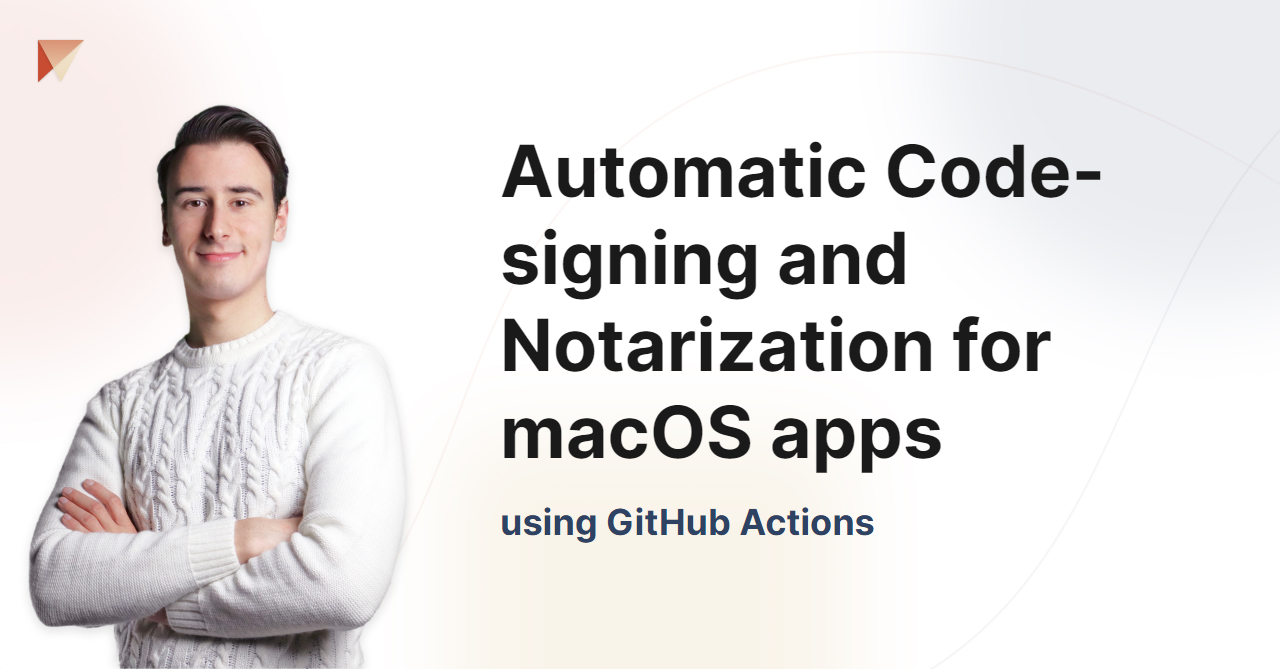 Automatic Code-
signing and
Notarization for
macOS apps
using GitHub Actions